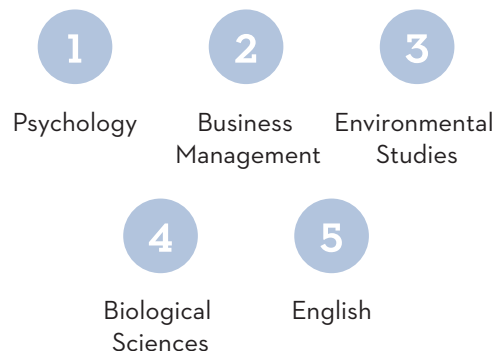 1
Psychology
2
Business
Management
3
Environmental
Studies
4
Biological
Sciences
5
English